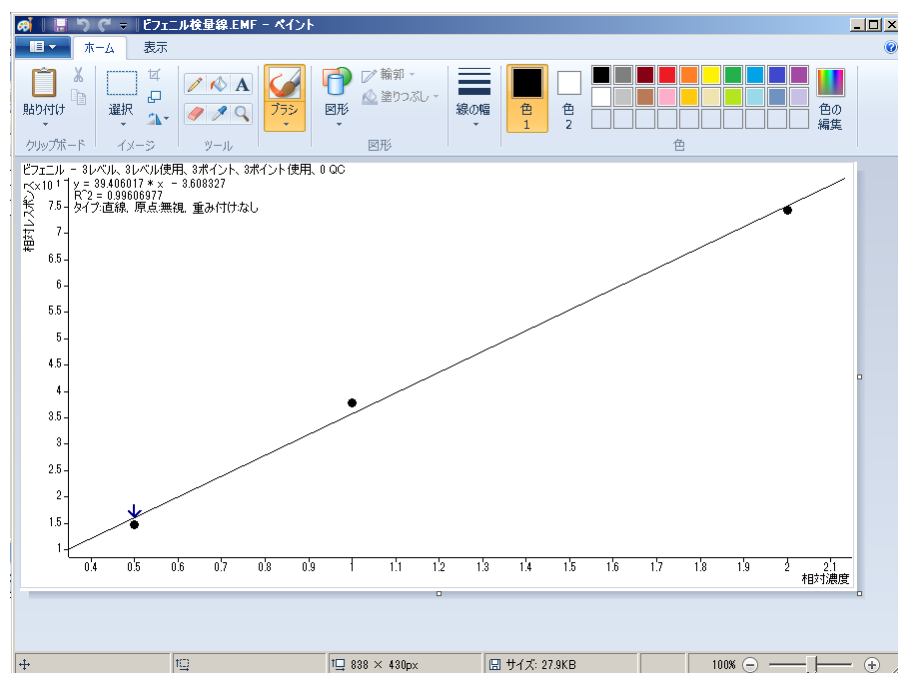 ビフェニル検量線.EMF - ペイント
ホーム 表示
貼り付け
選択
A
ブラシ
図形
輪郭
塗りつぶし
線の幅
色
1
色
2
色の
編集
クリップボード イメージ ツール 図形 色
ビフェニル - 3レベル、3レベル使用、3ポイント、3ポイント使用、0 QC
相対レスポンス
x10 1
y = 39.406017 * x - 3.608327
R^2 = 0.99606977
タイプ:直線, 原点:無視, 重み付け:なし
7.5
7
6.5
6
5.5
5
4.5
4
3.5
3
2.5
2
1.5
1
0.4 0.5 0.6 0.7 0.8 0.9 1 1.1 1.2 1.3 1.4 1.5 1.6 1.7 1.8 1.9 2 2.1
相対濃度
838 × 430px
サイズ: 27.9KB
100%